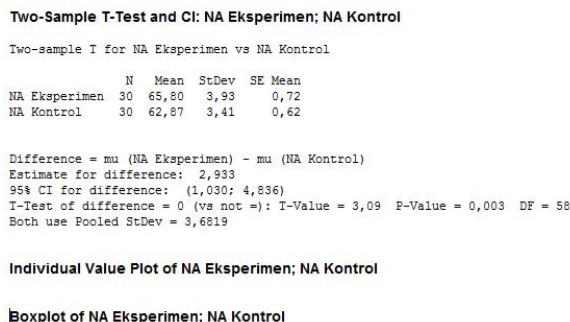 Two-Sample T-Test and CI: NA Eksperimen; NA Kontrol
Two-sample T for NA Eksperimen vs NA Kontrol
N Mean StDev SE Mean
NA Eksperimen 30 65,80 3,93 0,72
NA Kontrol 30 62,87 3,41 0,62
Difference = mu (NA Eksperimen) - mu (NA Kontrol)
Estimate for difference: 2,933
95% CI for difference: (1,030; 4,836)
T-Test of difference = 0 (vs not =): T-Value = 3,09 P-Value = 0,003 DF = 58
Both use Pooled StDev = 3,6819
Individual Value Plot of NA Eksperimen; NA Kontrol
Boxplot of NA Eksperimen; NA Kontrol